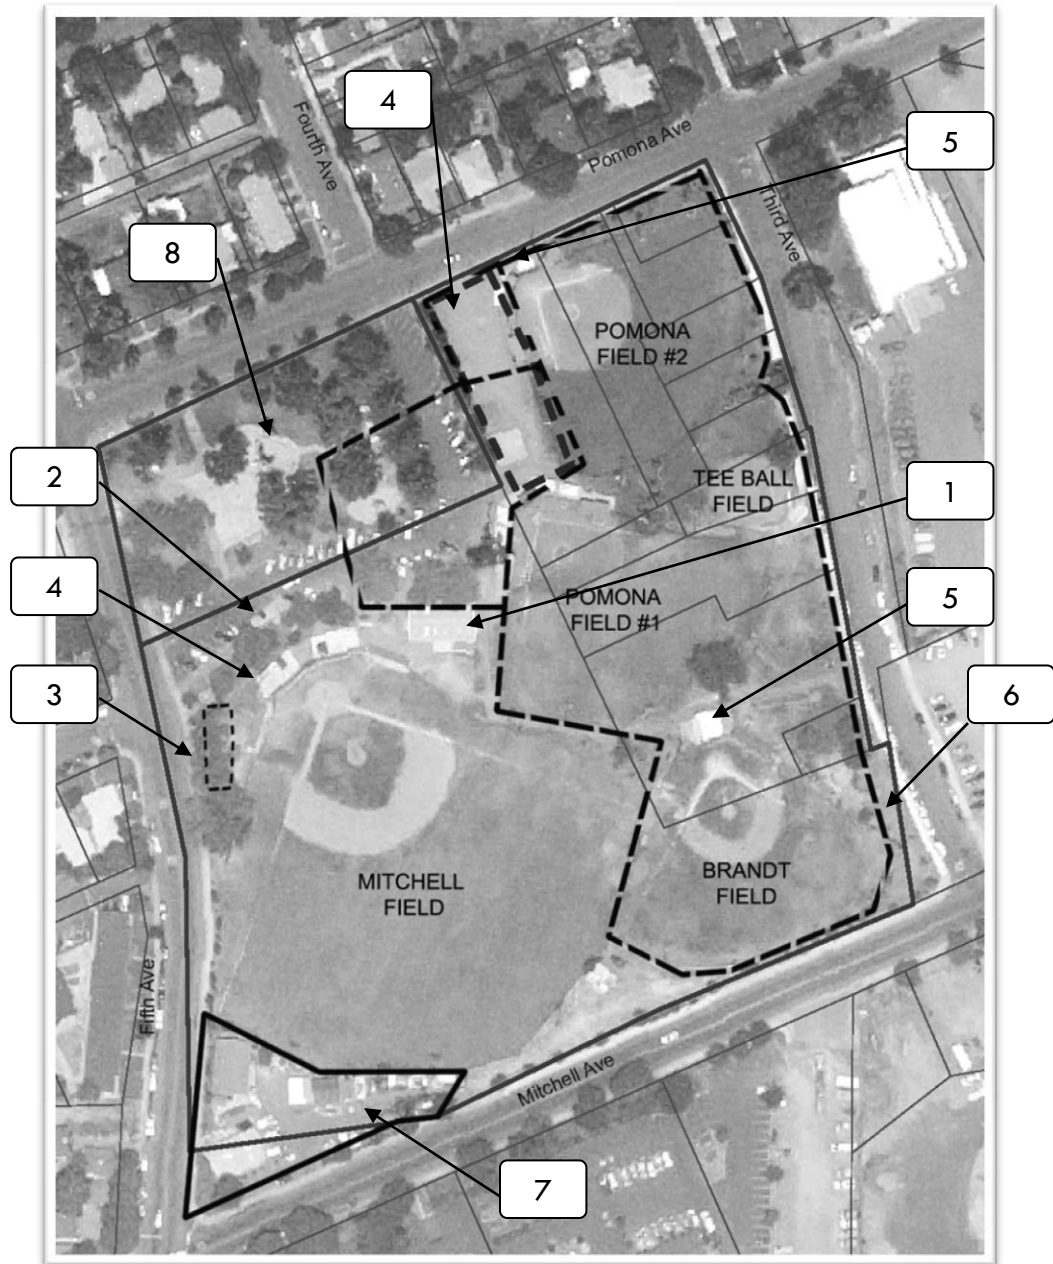 Fourth Ave
4
Pomona Ave
5
Third Ave
8
POMONA
FIELD #2
2
TEE BALL
FIELD
1
4
POMONA
FIELD #1
5
3
6
MITCHELL
FIELD
BRANDT
FIELD
Fifth Ave
Mitchell Ave
7